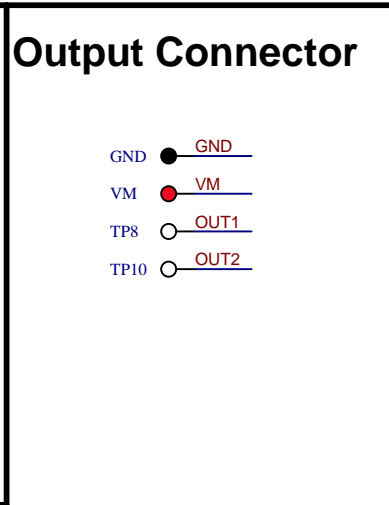 Output Connector
GND GND
VM VM
TP8 OUT1
TP10 OUT2